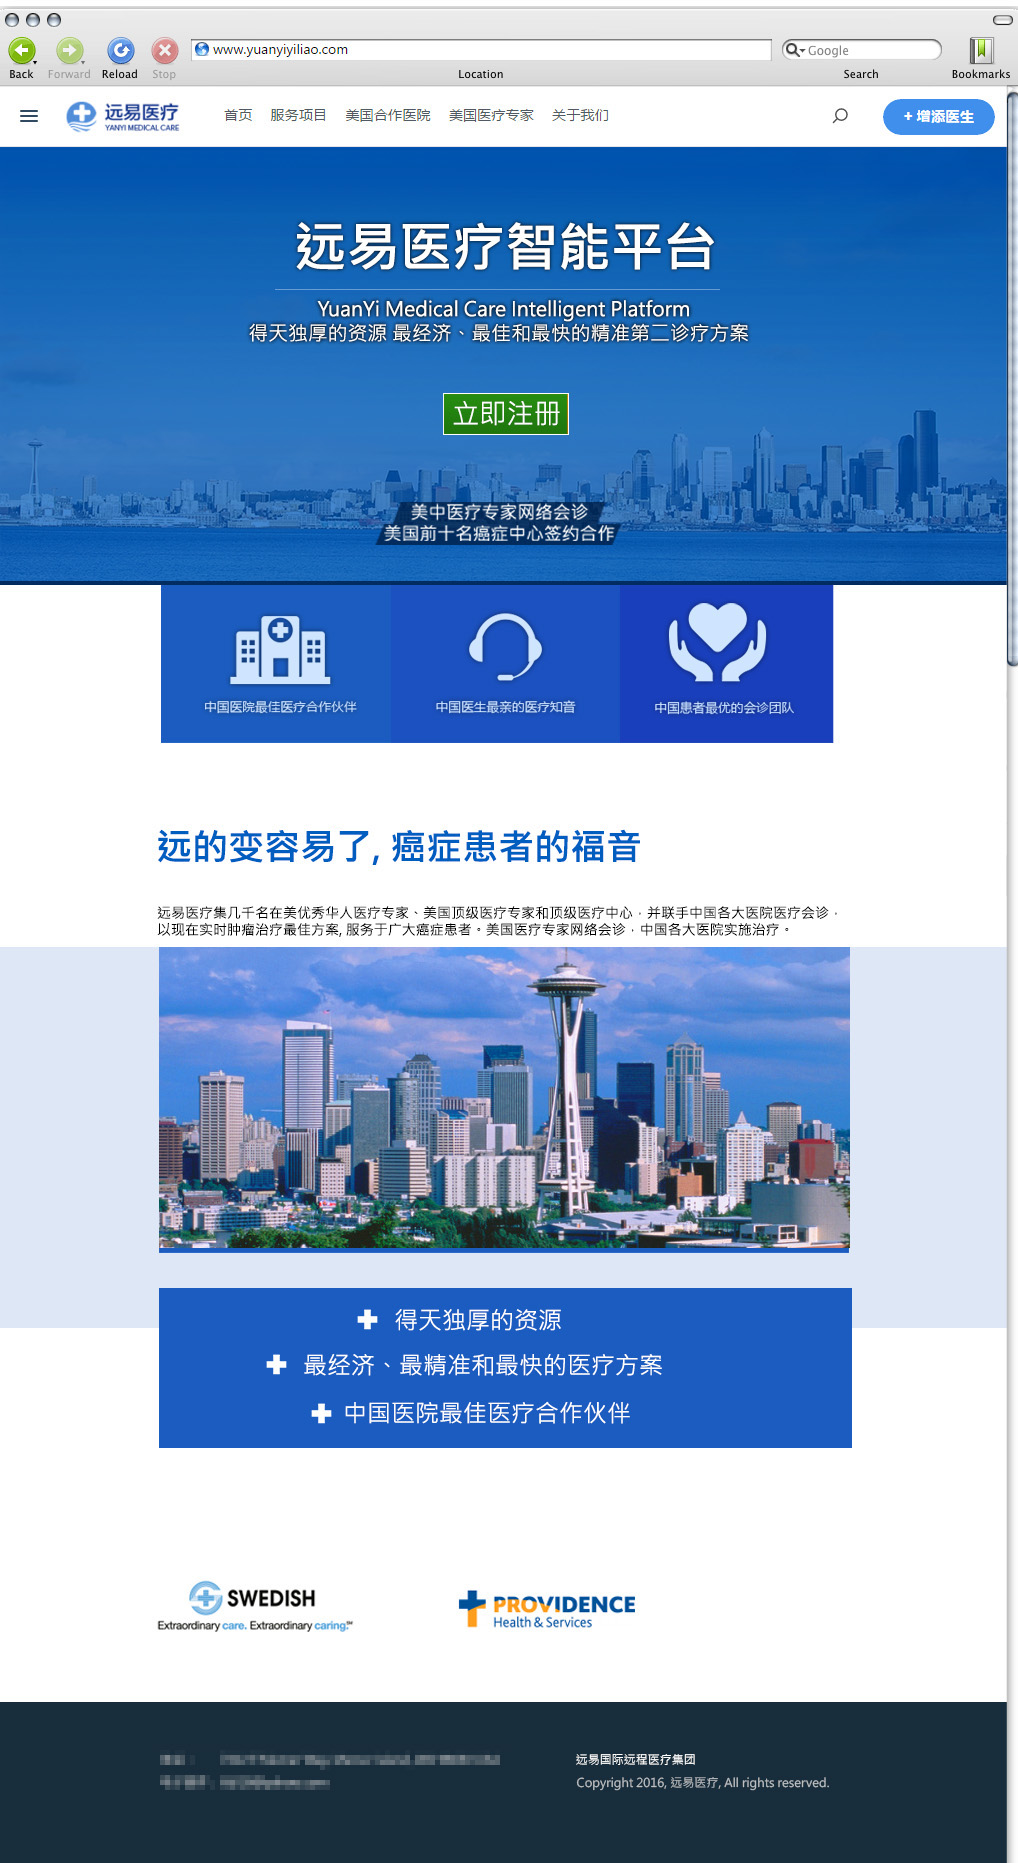 Back Forward Reload Stop
www.yuanyiyiliao.com
Location
Google
Search
Bookmarks
远易医疗
YANYI MEDICAL CARE
首页 服务项目 美国合作医院 美国医疗专家 关于我们
+ 增添医生
远易医疗智能平台
YuanYi Medical Care Intelligent Platform
得天独厚的资源 最经济、最佳和最快的精准第二诊疗方案
立即注册
美中医疗专家网络会诊
美国前十名癌症中心签约合作
中国医院最佳医疗合作伙伴
中国医生最亲的医疗知音
中国患者最优的会诊团队
远的变容易了, 癌症患者的福音
远易医疗集几千名在美优秀华人医疗专家、美国顶级医疗专家和顶级医疗中心，并联手中国各大医院医疗会诊，
以现在实时肿瘤治疗最佳方案, 服务于广大癌症患者。美国医疗专家网络会诊，中国各大医院实施治疗。
得天独厚的资源
最经济、最精准和最快的医疗方案
中国医院最佳医疗合作伙伴
SWEDISH
Extraordinary care. Extraordinary caring.℠
PROVIDENCE
Health & Services
远易国际远程医疗集团
Copyright 2016, 远易医疗, All rights reserved.